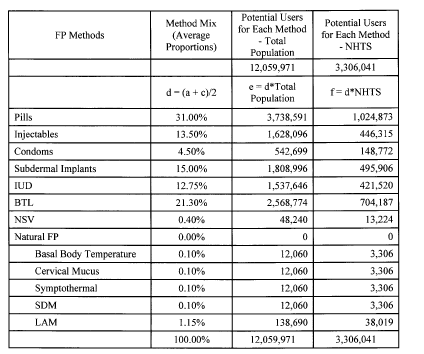 FP Methods | Method Mix (Average Proportions) | Potential Users for Each Method - Total Population | Potential Users for Each Method - NHTS
12,059,971 | 3,306,041
d = (a + c)/2 | e = d*Total Population | f = d*NHTS
Pills | 31.00% | 3,738,591 | 1,024,873
Injectables | 13.50% | 1,628,096 | 446,315
Condoms | 4.50% | 542,699 | 148,772
Subdermal Implants | 15.00% | 1,808,996 | 495,906
IUD | 12.75% | 1,537,646 | 421,520
BTL | 21.30% | 2,568,774 | 704,187
NSV | 0.40% | 48,240 | 13,224
Natural FP | 0.00% | 0 | 0
Basal Body Temperature | 0.10% | 12,060 | 3,306
Cervical Mucus | 0.10% | 12,060 | 3,306
Symptothermal | 0.10% | 12,060 | 3,306
SDM | 0.10% | 12,060 | 3,306
LAM | 1.15% | 138,690 | 38,019
100.00% | 12,059,971 | 3,306,041